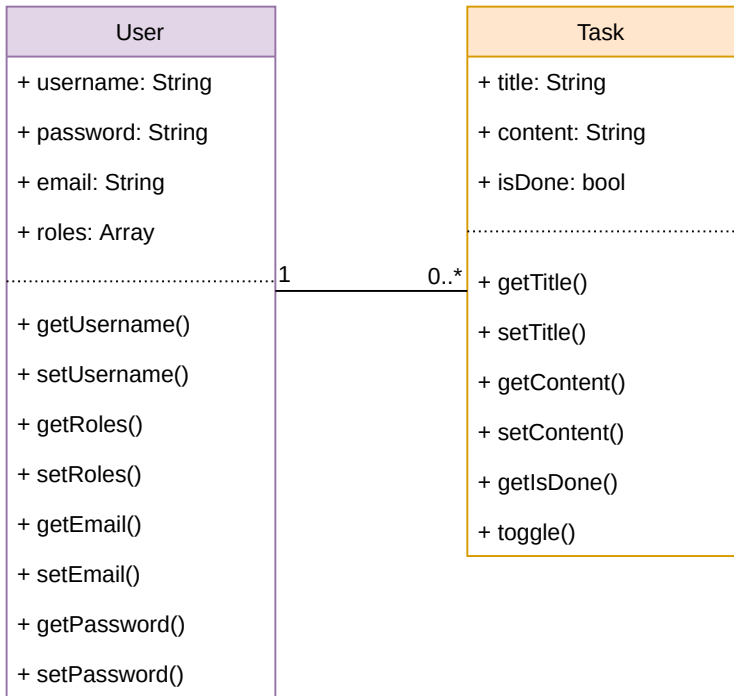 User
+ username: String
+ password: String
+ email: String
+ roles: Array
+ getUsername()
+ setUsername()
+ getRoles()
+ setRoles()
+ getEmail()
+ setEmail()
+ getPassword()
+ setPassword()
1
0..*
Task
+ title: String
+ content: String
+ isDone: bool
+ getTitle()
+ setTitle()
+ getContent()
+ setContent()
+ getIsDone()
+ toggle()